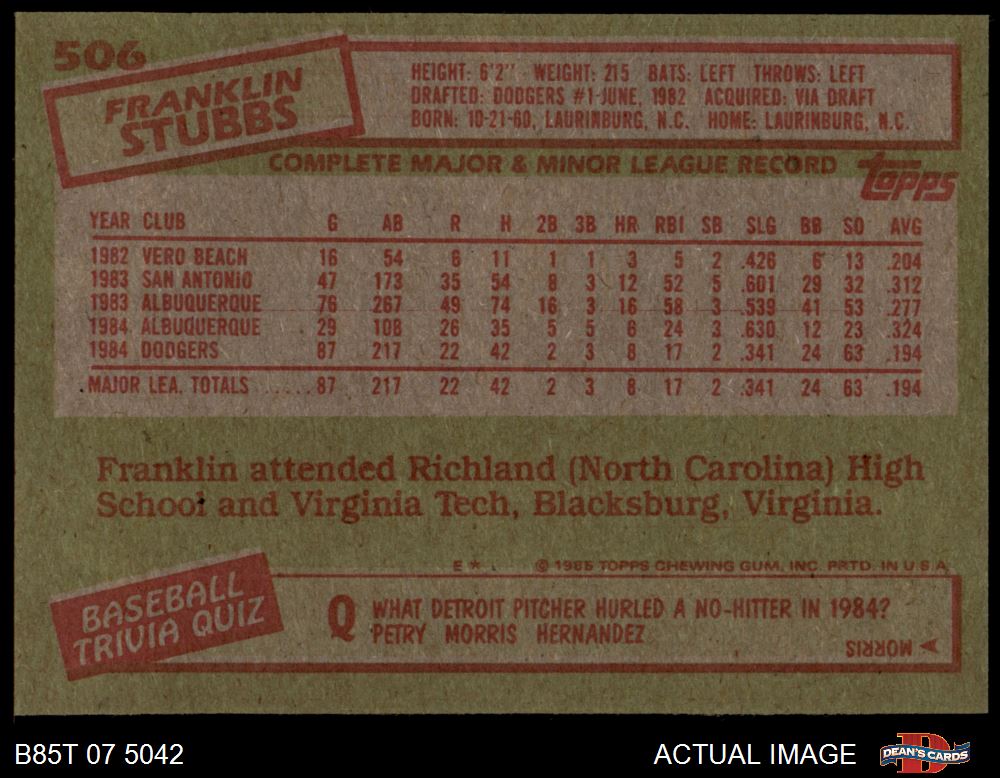 506
FRANKLIN
STUBBS
HEIGHT: 6'2" WEIGHT: 215 BATS: LEFT THROWS: LEFT
DRAFTED: DODGERS #1-JUNE, 1982 ACQUIRED: VIA DRAFT
BORN: 10-21-60, LAURINBURG, N.C. HOME: LAURINBURG, N.C.
COMPLETE MAJOR & MINOR LEAGUE RECORD
topps
YEAR CLUB G AB R H 2B 3B HR RBI SB SLG BB SO AVG
1982 VERO BEACH 16 54 6 11 1 1 3 5 2 .426 6 13 .204
1983 SAN ANTONIO 47 173 35 54 8 3 12 52 5 .601 29 32 .312
1983 ALBUQUERQUE 76 267 49 74 16 3 16 58 3 .539 41 53 .277
1984 ALBUQUERQUE 29 108 26 35 5 5 6 24 3 .630 12 23 .324
1984 DODGERS 87 217 22 42 2 3 8 17 2 .341 24 63 .194
MAJOR LEA. TOTALS ..... 87 217 22 42 2 3 8 17 2 .341 24 63 .194
Franklin attended Richland (North Carolina) High
School and Virginia Tech, Blacksburg, Virginia.
E * © 1985 TOPPS CHEWING GUM, INC. PRTD. IN U.S.A.
BASEBALL
TRIVIA QUIZ
Q WHAT DETROIT PITCHER HURLED A NO-HITTER IN 1984?
PETRY MORRIS HERNANDEZ
MORRIS
B85T 07 5042
ACTUAL IMAGE
D
DEAN'S CARDS